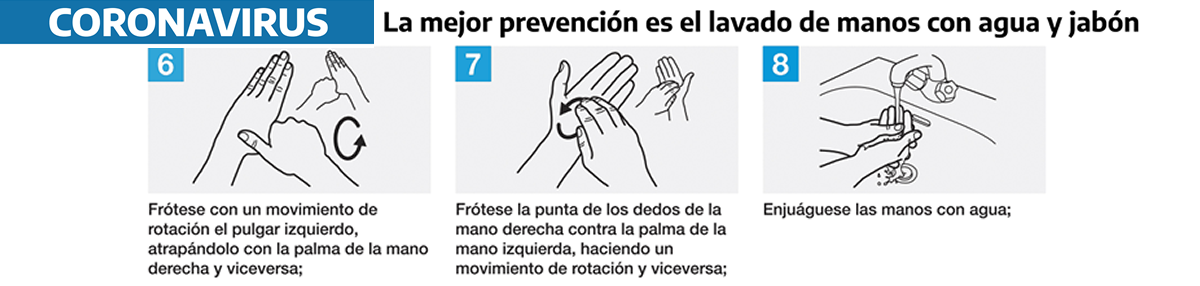 CORONAVIRUS
La mejor prevención es el lavado de manos con agua y jabón
6
Frótese con un movimiento de
rotación el pulgar izquierdo,
atrapándolo con la palma de la mano
derecha y viceversa;
7
Frótese la punta de los dedos de la
mano derecha contra la palma de la
mano izquierda, haciendo un
movimiento de rotación y viceversa;
8
Enjuáguese las manos con agua;